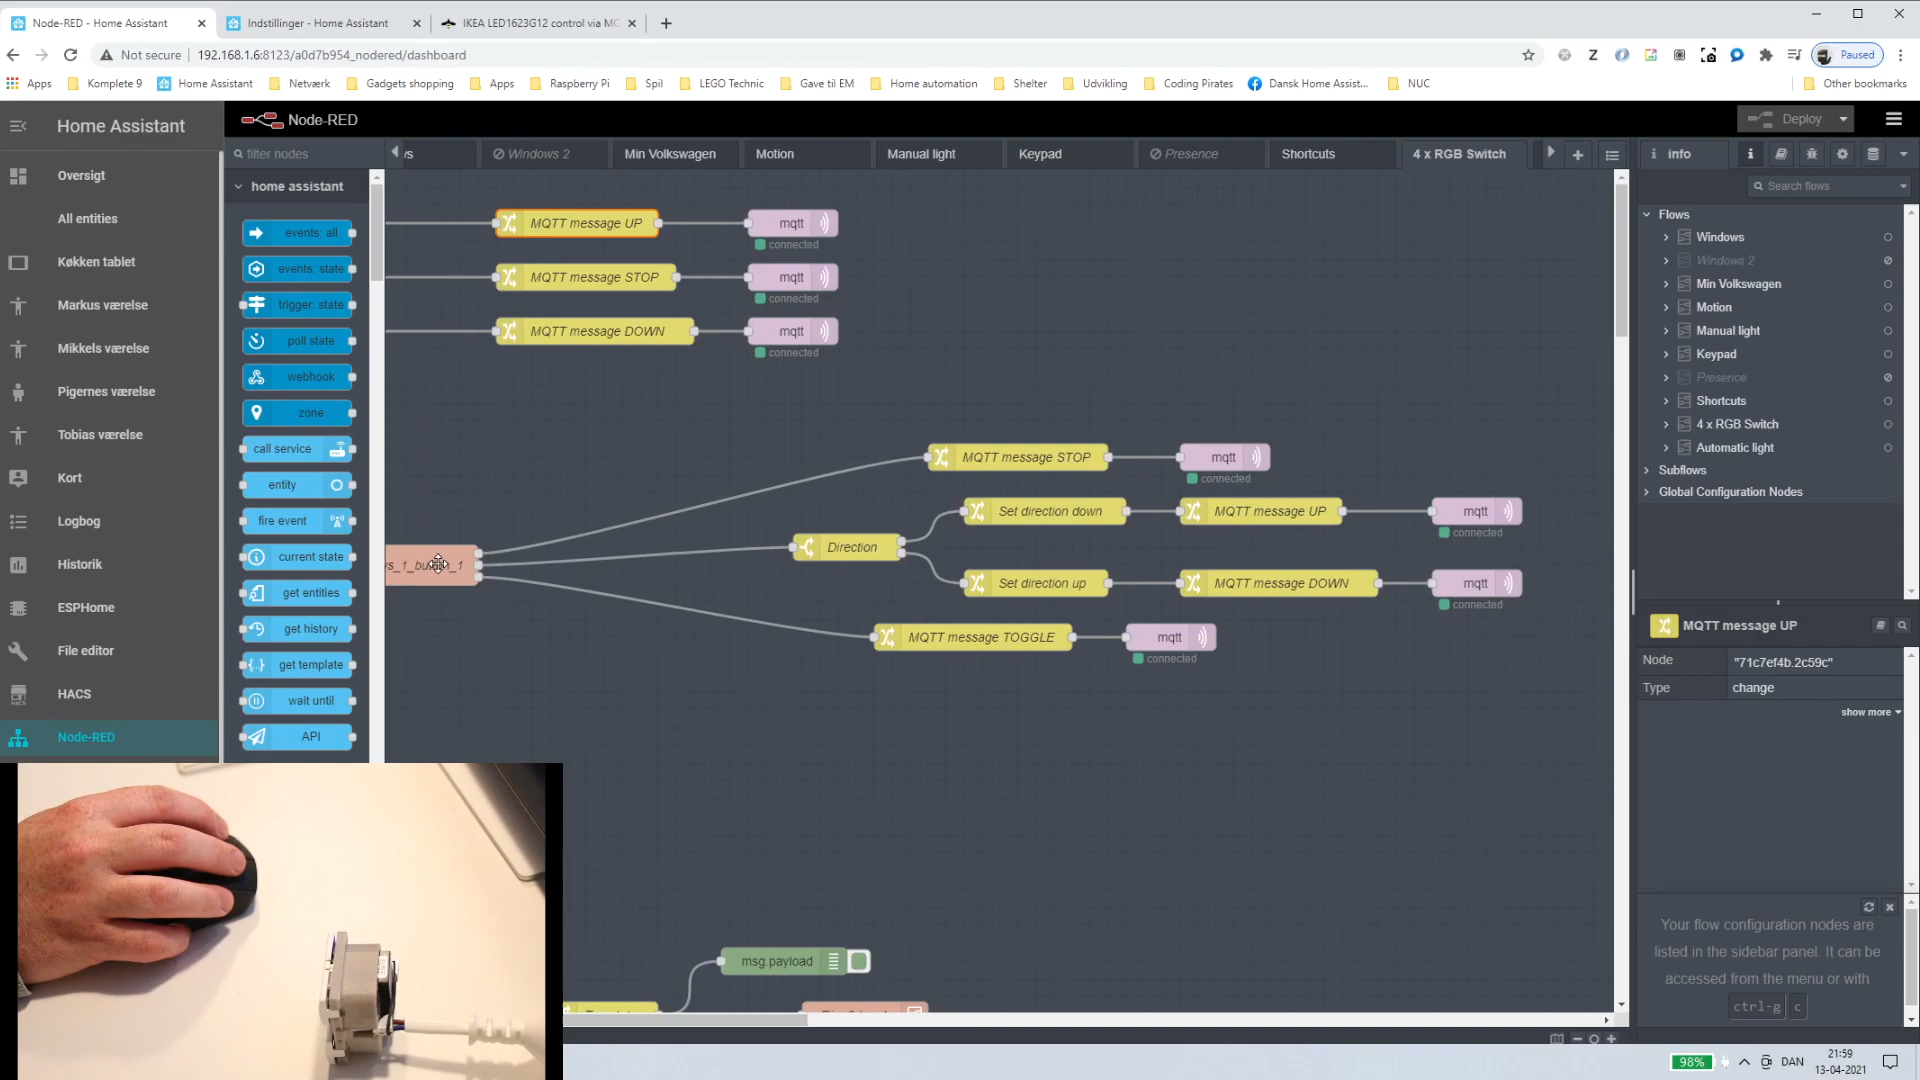 Node-RED - Home Assistant
Indstillinger - Home Assistant
IKEA LED1623G12 control via MQ
Not secure
192.168.1.6:8123/a0d7b954_nodered/dashboard
Paused
Apps
Komplete 9
Home Assistant
Netværk
Gadgets shopping
Apps
Raspberry Pi
Spil
LEGO Technic
Gave til EM
Home automation
Shelter
Udvikling
Coding Pirates
Dansk Home Assist...
NUC
Other bookmarks
Home Assistant
Oversigt
All entities
Køkken tablet
Markus værelse
Mikkels værelse
Pigernes værelse
Tobias værelse
Kort
Logbog
Historik
ESPHome
File editor
HACS
HACS
Node-RED
Node-RED
Deploy
filter nodes
home assistant
events: all
events: state
trigger: state
poll state
webhook
zone
call service
entity
fire event
current state
get entities
get history
get template
wait until
API
Windows 2
Min Volkswagen
Motion
Manual light
Keypad
Presence
Shortcuts
4 x RGB Switch
MQTT message UP
mqtt
connected
MQTT message STOP
mqtt
connected
MQTT message DOWN
mqtt
connected
MQTT message STOP
mqtt
connected
Set direction down
MQTT message UP
mqtt
connected
Direction
Set direction up
MQTT message DOWN
mqtt
connected
MQTT message TOGGLE
mqtt
connected
msg.payload
info
Search flows
Flows
Windows
Windows 2
Min Volkswagen
Motion
Manual light
Keypad
Presence
Shortcuts
4 x RGB Switch
Automatic light
Subflows
Global Configuration Nodes
MQTT message UP
Node
"71c7ef4b.2c59c"
Type
change
show more
Your flow configuration nodes are
listed in the sidebar panel. It can be
accessed from the menu or with
ctrl-g c
98%
DAN
21:59
13-04-2021